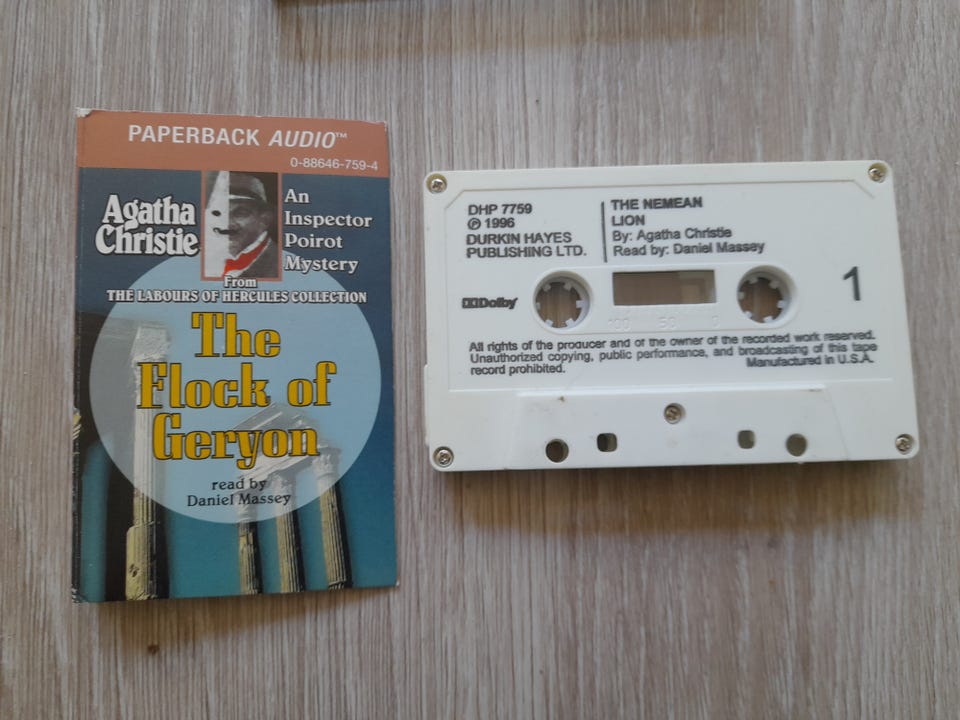 PAPERBACK AUDIO™
0-88646-759-4
Agatha
Christie
An
Inspector
Poirot
Mystery
From
THE LABOURS OF HERCULES COLLECTION
The
Flock of
Geryon
read by
Daniel Massey
DHP 7759
℗ 1996
DURKIN HAYES
PUBLISHING LTD.
THE NEMEAN
LION
By: Agatha Christie
Read by: Daniel Massey
1
Dolby
100 50 0
All rights of the producer and of the owner of the recorded work reserved.
Unauthorized copying, public performance, and broadcasting of this tape
record prohibited. Manufactured in U.S.A.